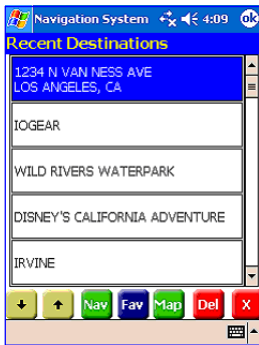 Navigation System 4:09 ok
Recent Destinations
1234 N VAN NESS AVE
LOS ANGELES, CA
IOGEAR
WILD RIVERS WATERPARK
DISNEY'S CALIFORNIA ADVENTURE
IRVINE
Nav Fav Map Del X